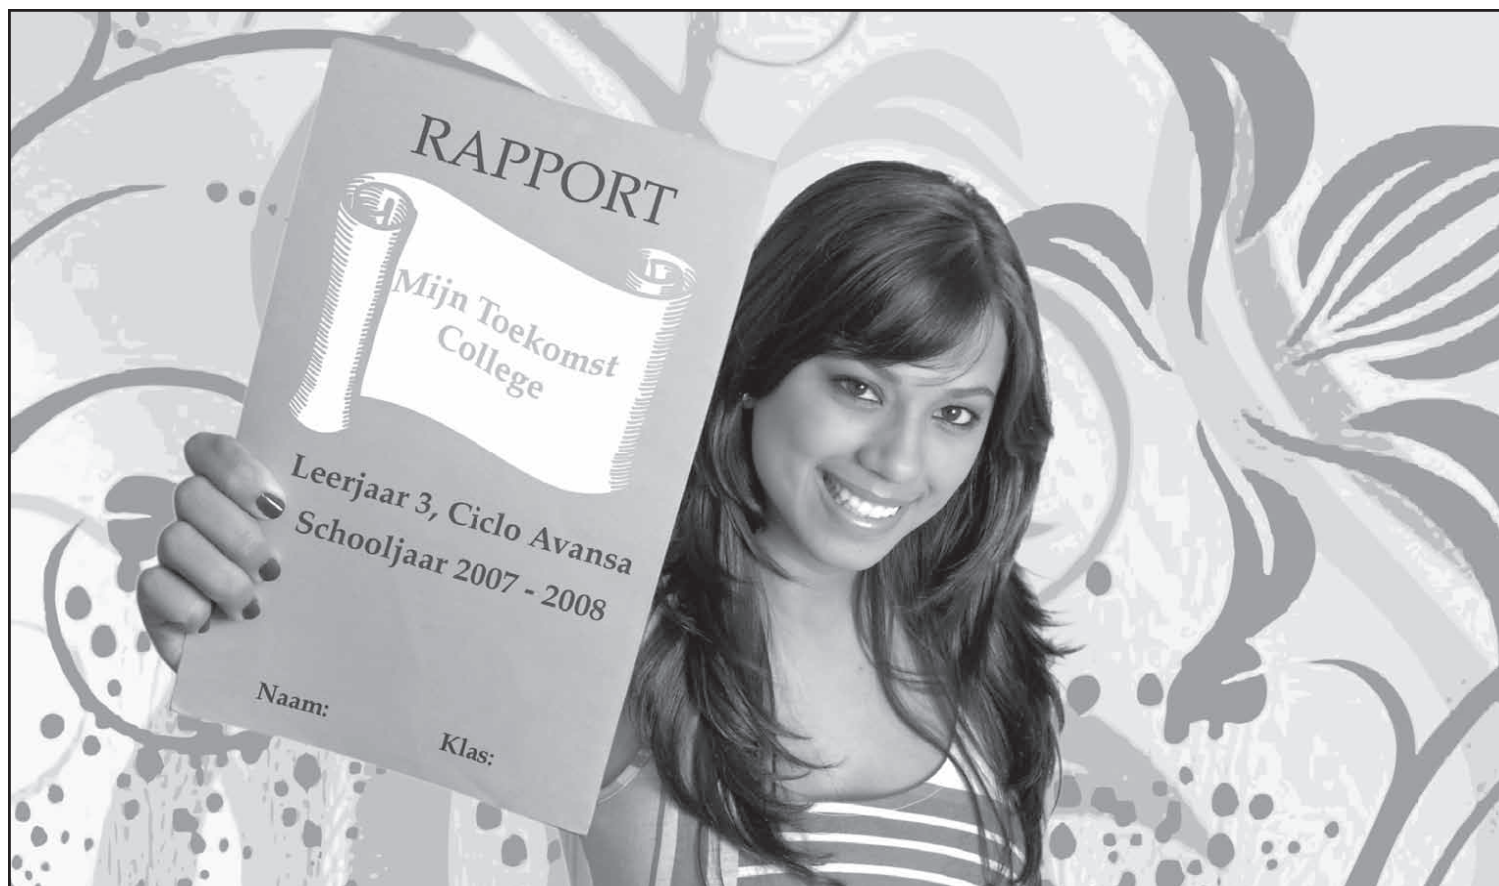 RAPPORT
Mijn Toekomst
College
Leerjaar 3, Ciclo Avansa
Schooljaar 2007 - 2008
Naam:
Klas: